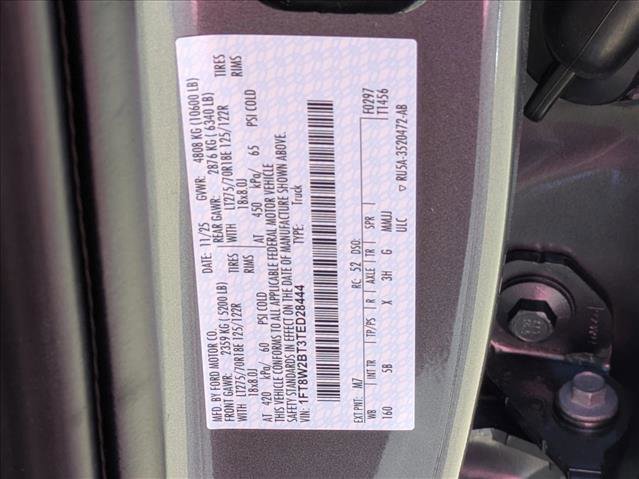 MFD. BY FORD MOTOR CO.
DATE: 11/25 GVWR: 4808 KG (10600 LB)
FRONT GAWR: 2359 KG (5200 LB) REAR GAWR: 2876 KG (6340 LB)
WITH LT275/70R18E 125/122R TIRES WITH LT275/70R18E 125/122R TIRES
18x8.0J RIMS 18x8.0J RIMS
AT 420 kPa/ 60 PSI COLD AT 450 kPa/ 65 PSI COLD
THIS VEHICLE CONFORMS TO ALL APPLICABLE FEDERAL MOTOR VEHICLE
SAFETY STANDARDS IN EFFECT ON THE DATE OF MANUFACTURE SHOWN ABOVE.
VIN: 1FT8W2BT3TED28444 TYPE: Truck
F0297
T1456
EXT PNT: M7 RC: 52 DSO:
WB INT TR TP/PS R AXLE TR SPR
160 5B X 3H G MMJJ
ULC ▽ RU5A-3520472-AB